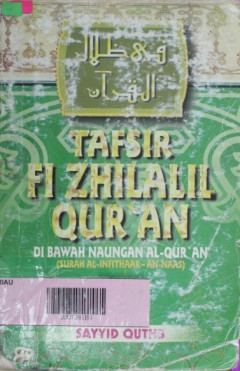 في ظلال
القرآن
TAFSIR
FI ZHILALIL
QUR'AN
DI BAWAH NAUNGAN AL-QUR'AN
(SURAH AL-INFITHAAR - AN-NAAS)
IAU
SAYYID QUTHB